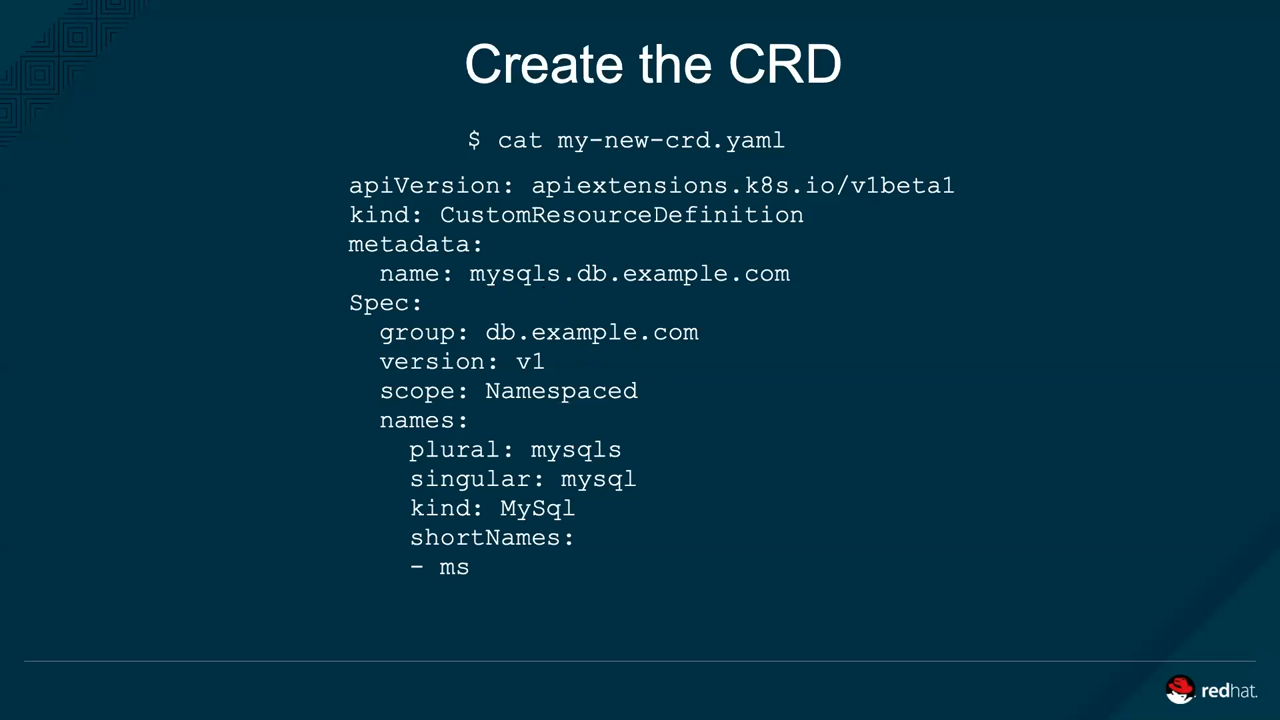 Create the CRD
$ cat my-new-crd.yaml
apiVersion: apiextensions.k8s.io/v1beta1
kind: CustomResourceDefinition
metadata:
  name: mysqls.db.example.com
Spec:
  group: db.example.com
  version: v1
  scope: Namespaced
  names:
    plural: mysqls
    singular: mysql
    kind: MySql
    shortNames:
    - ms
redhat.